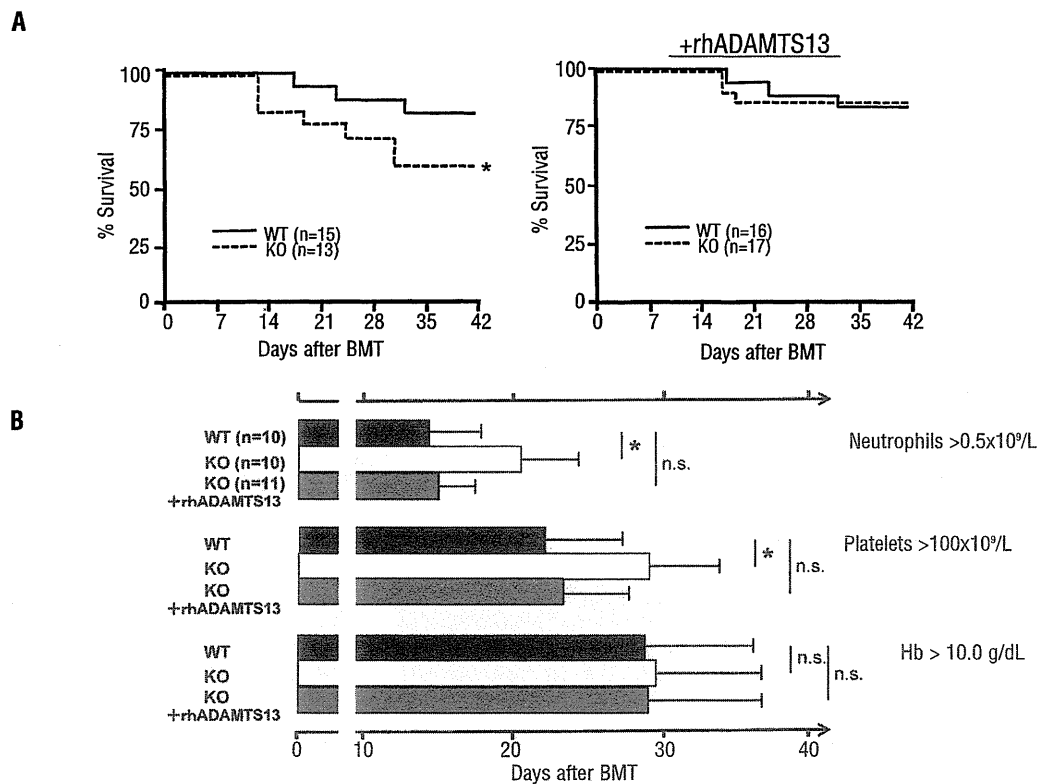 A
+rhADAMTS13
100
75
50
25
0
% Survival
WT (n=15)
KO (n=13)
*
0 7 14 21 28 35 42
Days after BMT
100
75
50
25
0
% Survival
WT (n=16)
KO (n=17)
0 7 14 21 28 35 42
Days after BMT
B
WT (n=10)
KO (n=10)
KO (n=11)
+rhADAMTS13
* n.s.
Neutrophils >0.5x10⁹/L
WT
KO
KO
+rhADAMTS13
* n.s.
Platelets >100x10⁹/L
WT
KO
KO
+rhADAMTS13
n.s. n.s.
Hb > 10.0 g/dL
0 10 20 30 40
Days after BMT